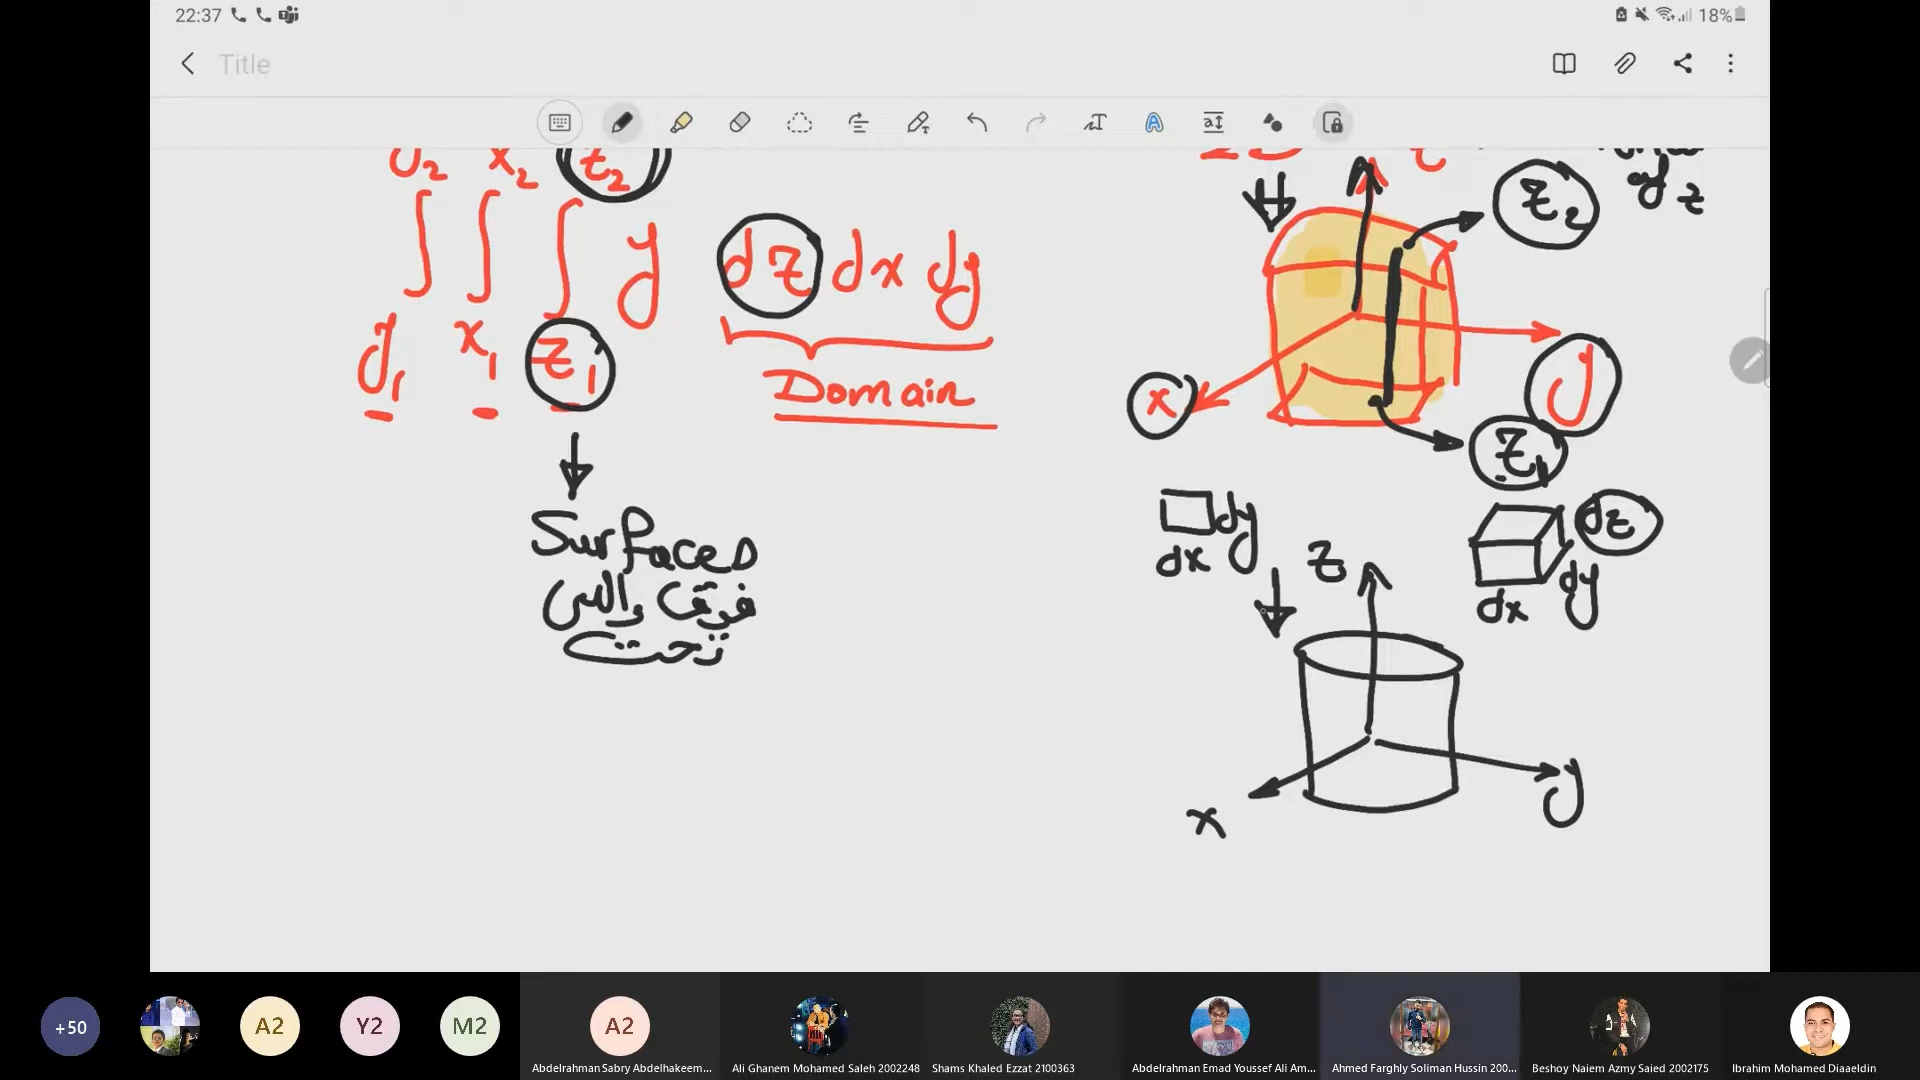 22:37
18%
Title
y2 x2 z2
∫ ∫ ∫ y dz dx dy
y1 x1 z1
Domain
Surfaces
فوق واللى
تحت
z2
y z
x
y
z1
dy
dx
dz
dy
dx
z
x
y
+50
A2
Y2
M2
A2
Abdelrahman Sabry Abdelhakeem...
Ali Ghanem Mohamed Saleh 2002248
Shams Khaled Ezzat 2100363
Abdelrahman Emad Youssef Ali Am...
Ahmed Farghly Soliman Hussin 200...
Beshoy Naiem Azmy Saied 2002175
Ibrahim Mohamed Diaaeldin